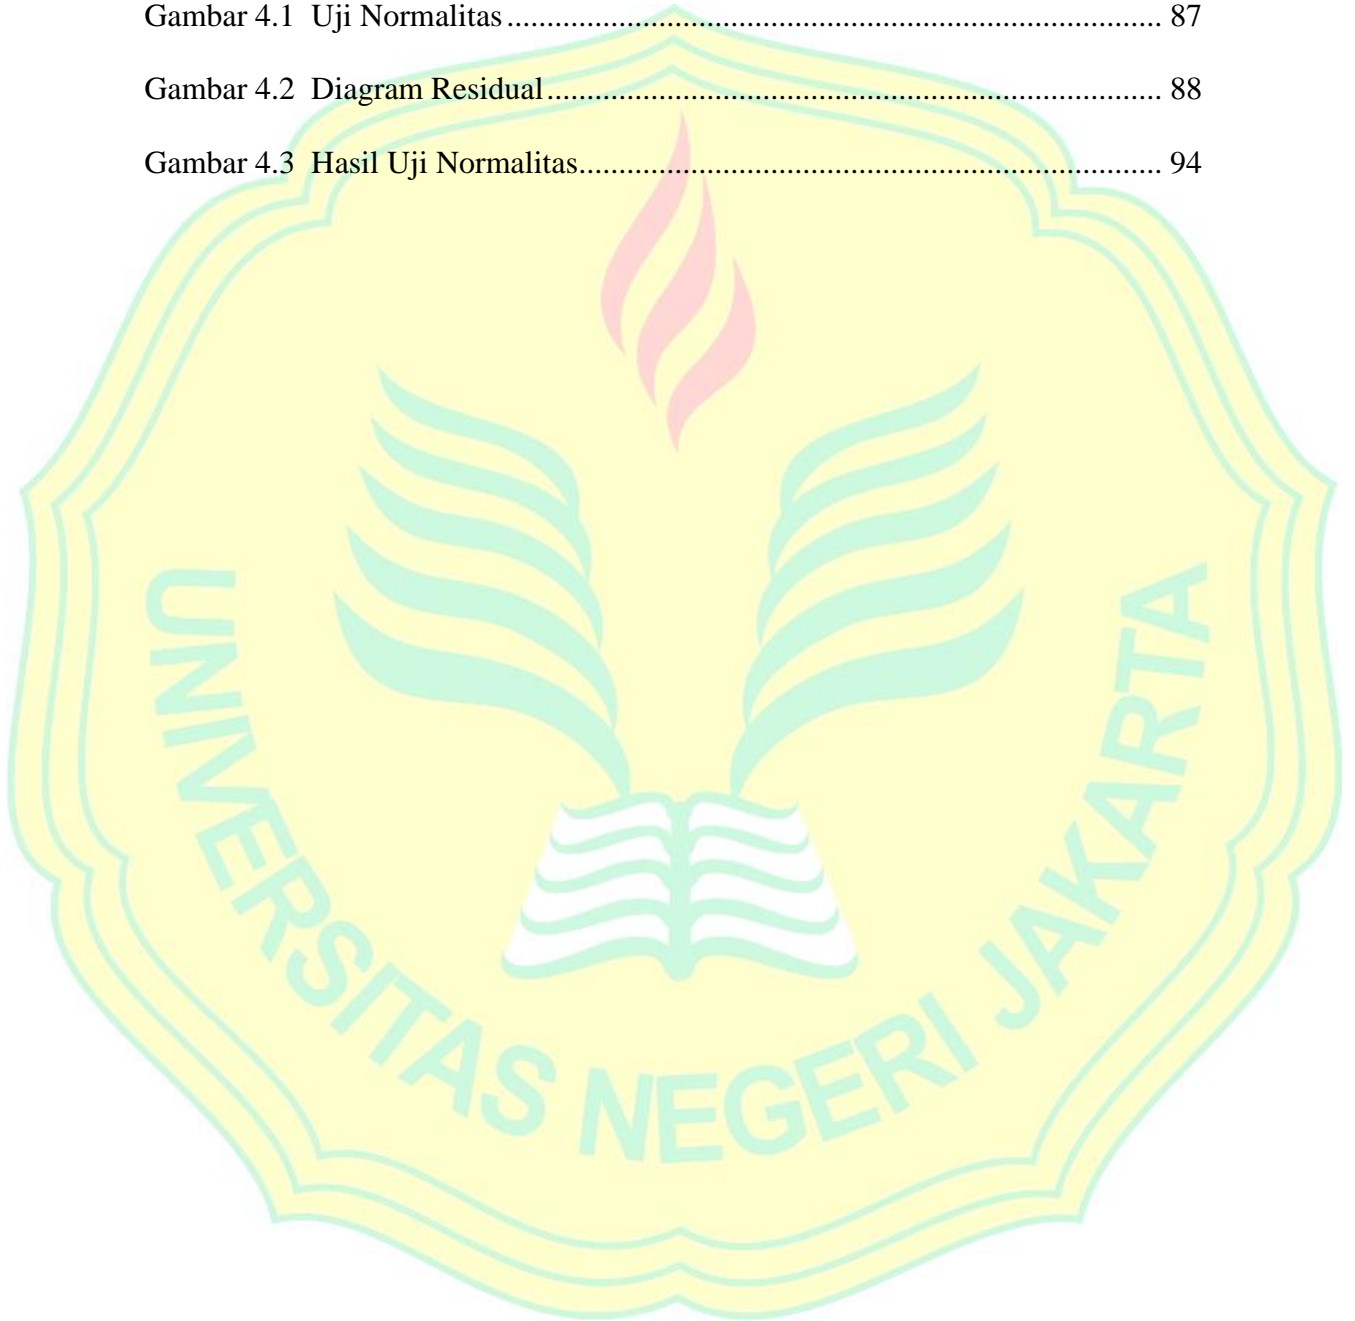 Gambar 4.1  Uji Normalitas ........................................................................................ 87
Gambar 4.2  Diagram Residual ................................................................................... 88
Gambar 4.3  Hasil Uji Normalitas............................................................................... 94
UNIVERSITAS NEGERI JAKARTA